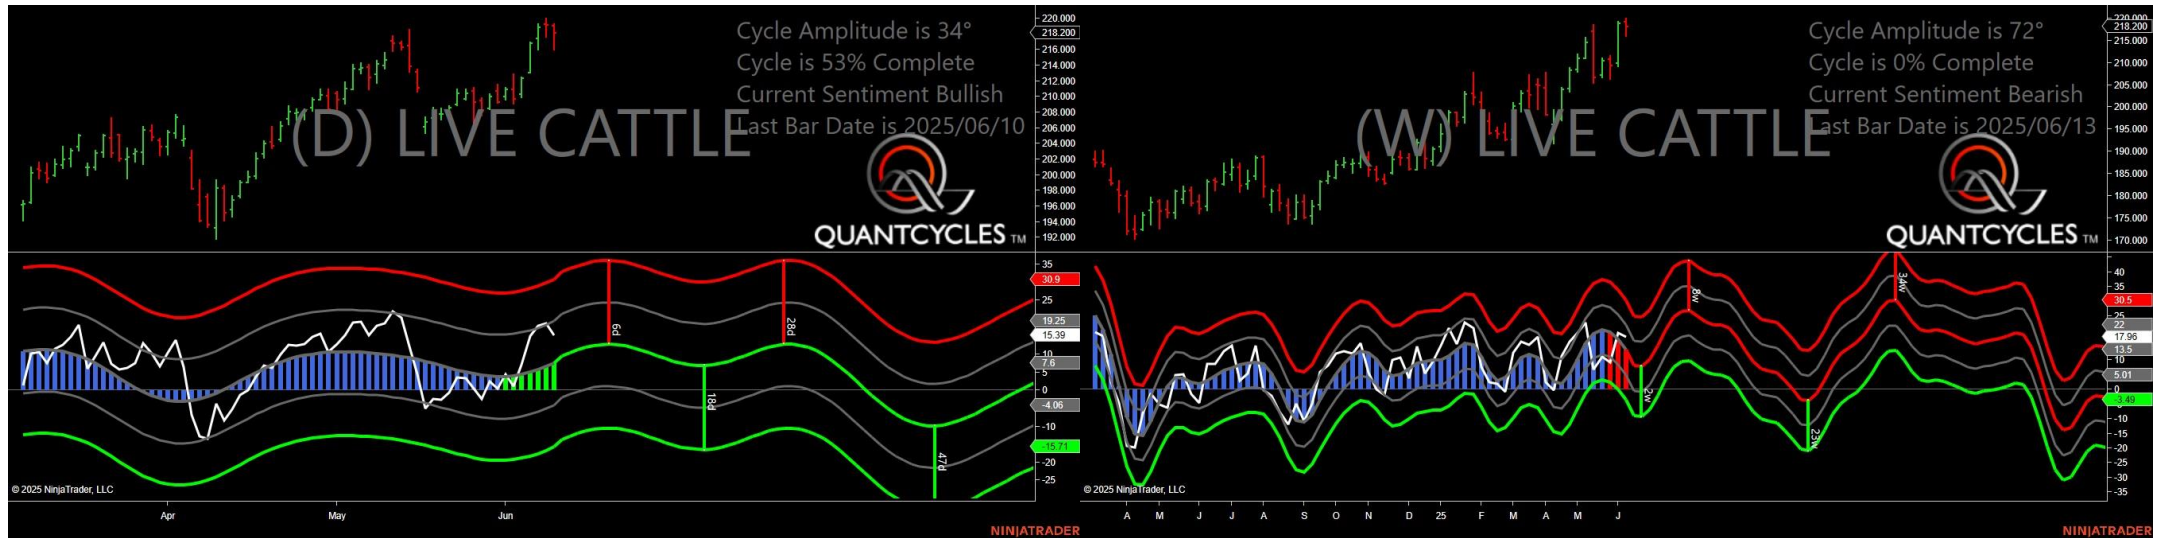 Cycle Amplitude is 34°
Cycle is 53% Complete
Current Sentiment Bullish
Last Bar Date is 2025/06/10
(D) LIVE CATTLE
QUANTCYCLES TM
220.000
218.200
216.000
214.000
212.000
210.000
208.000
206.000
204.000
202.000
200.000
198.000
196.000
194.000
192.000
35
30.9
25
19.25
15.39
10
7.6
5
0
-4.06
-10
-15.71
-20
-25
6d
18d
28d
47d
© 2025 NinjaTrader, LLC
Apr May Jun
NINJATRADER
Cycle Amplitude is 72°
Cycle is 0% Complete
Current Sentiment Bearish
Last Bar Date is 2025/06/13
(W) LIVE CATTLE
QUANTCYCLES TM
220.000
218.200
215.000
210.000
205.000
200.000
195.000
190.000
185.000
180.000
175.000
170.000
40
35
30.5
25
22
17.96
13.5
10
5.01
0
-3.49
-10
-15
-20
-25
-30
-35
2w
8w
23w
34w
© 2025 NinjaTrader, LLC
A M J J A S O N D 25 F M A M J
NINJATRADER